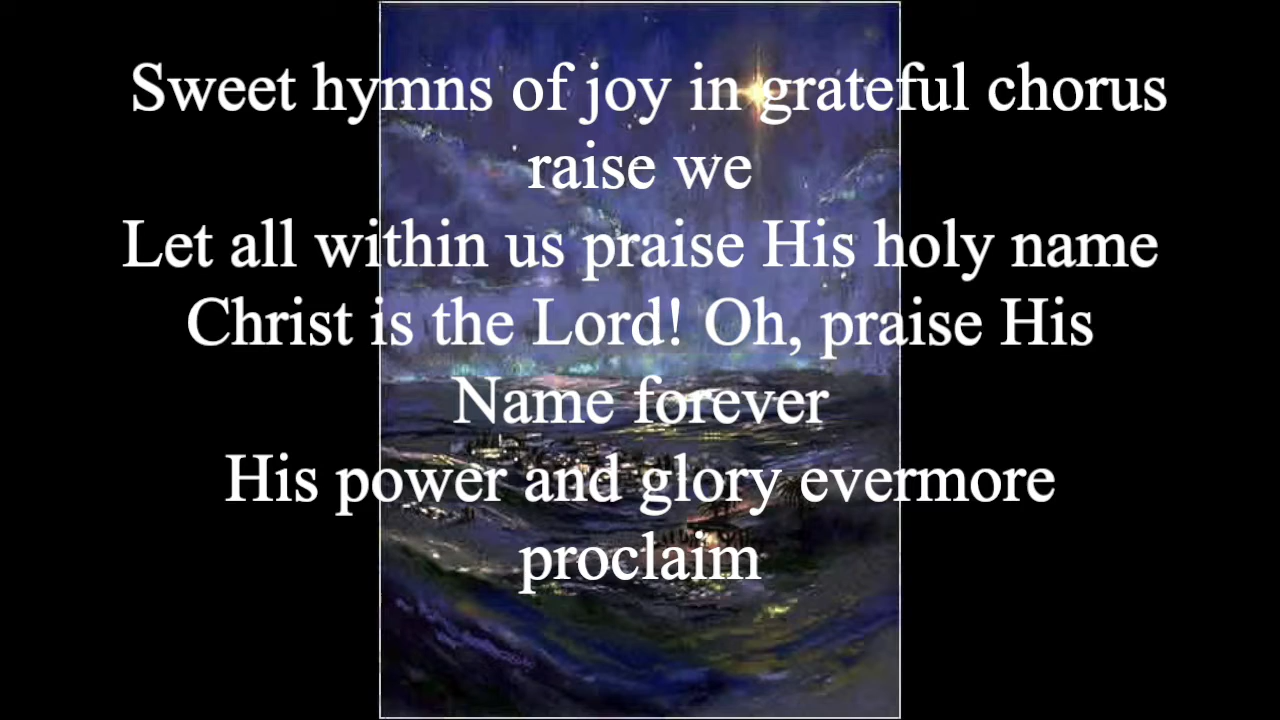 Sweet hymns of joy in grateful chorus
raise we
Let all within us praise His holy name
Christ is the Lord! Oh, praise His
Name forever
His power and glory evermore
proclaim